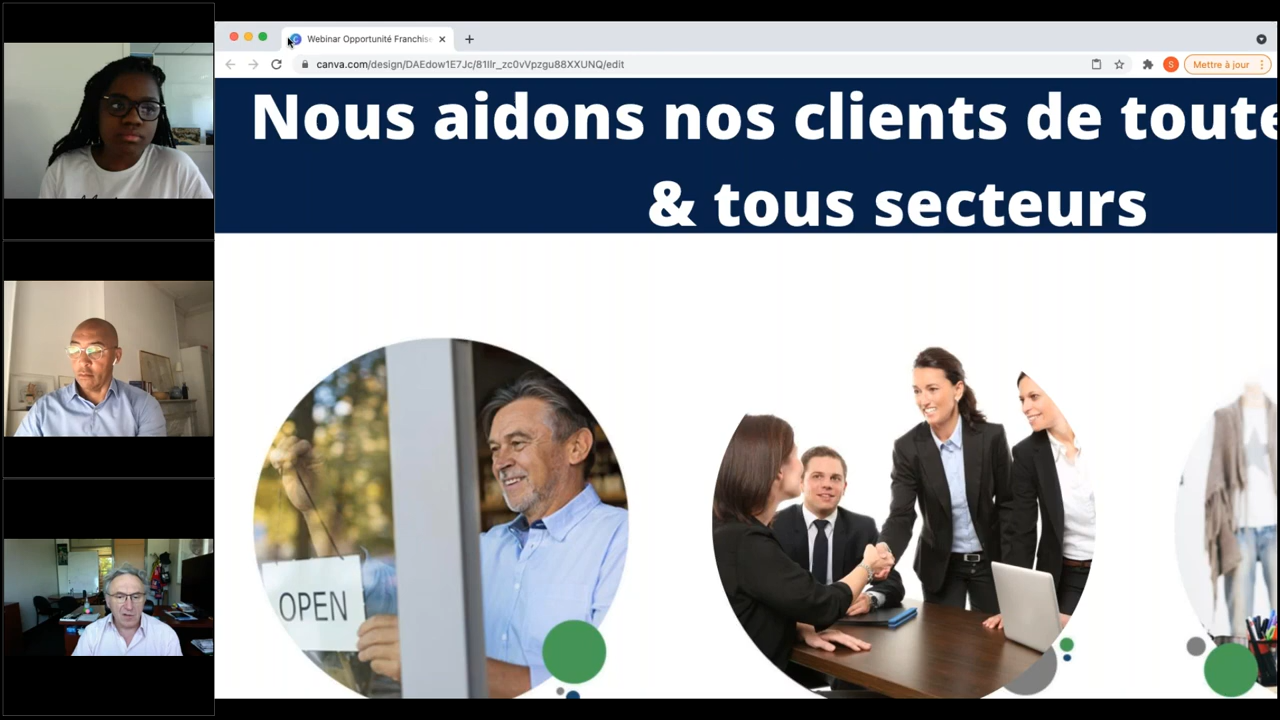 Webinar Opportunité Franchise
canva.com/design/DAEdow1E7Jc/81llr_zc0vVpzgu88XXUNQ/edit
S
Mettre à jour
Nous aidons nos clients de toute
& tous secteurs
OPEN